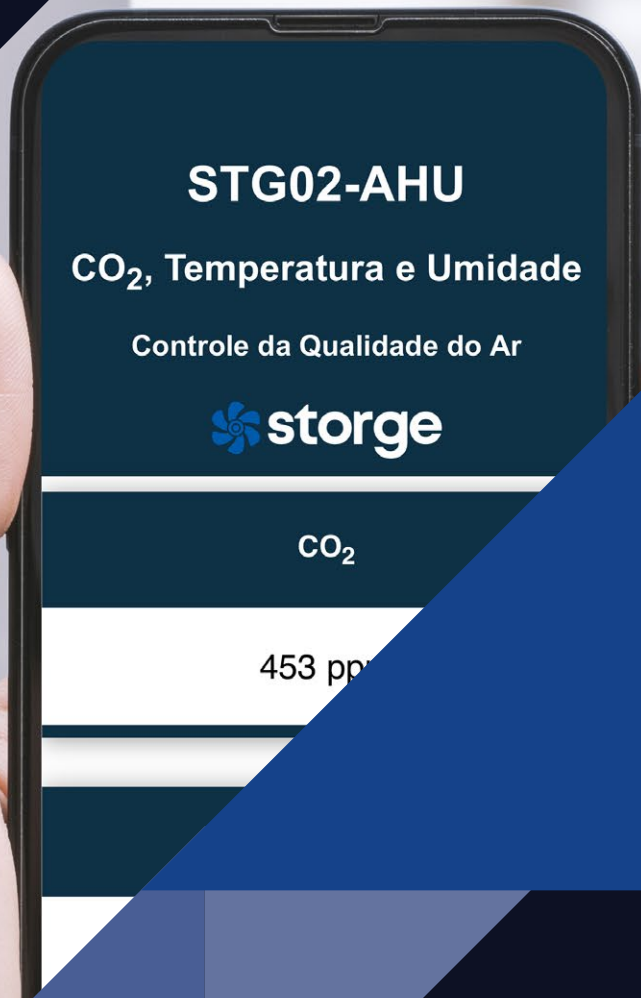 STG02-AHU
CO₂, Temperatura e Umidade
Controle da Qualidade do Ar
storge
CO₂
453